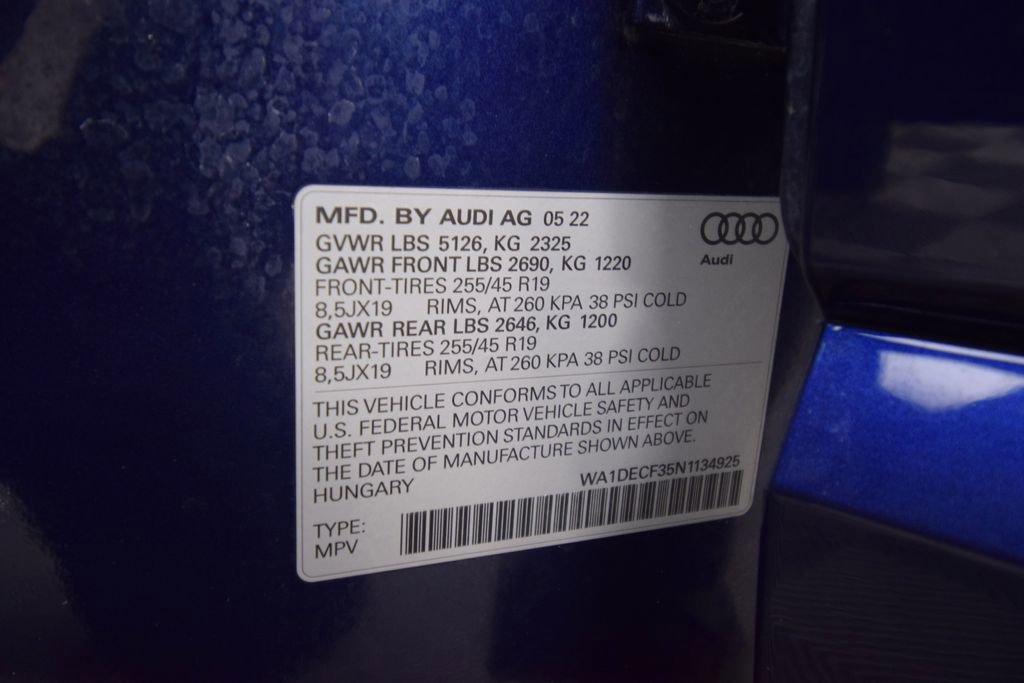 MFD. BY AUDI AG 05 22
GVWR LBS 5126, KG 2325
GAWR FRONT LBS 2690, KG 1220
FRONT-TIRES 255/45 R19
8,5JX19 RIMS, AT 260 KPA 38 PSI COLD
GAWR REAR LBS 2646, KG 1200
REAR-TIRES 255/45 R19
8,5JX19 RIMS, AT 260 KPA 38 PSI COLD
Audi
THIS VEHICLE CONFORMS TO ALL APPLICABLE
U.S. FEDERAL MOTOR VEHICLE SAFETY AND
THEFT PREVENTION STANDARDS IN EFFECT ON
THE DATE OF MANUFACTURE SHOWN ABOVE.
HUNGARY WA1DECF35N1134925
TYPE:
MPV